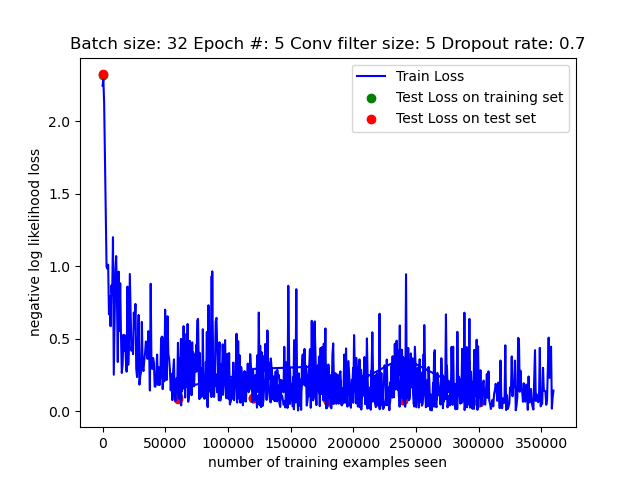 Batch size: 32 Epoch #: 5 Conv filter size: 5 Dropout rate: 0.7
Train Loss
Test Loss on training set
Test Loss on test set
negative log likelihood loss
2.0
1.5
1.0
0.5
0.0
0 50000 100000 150000 200000 250000 300000 350000
number of training examples seen